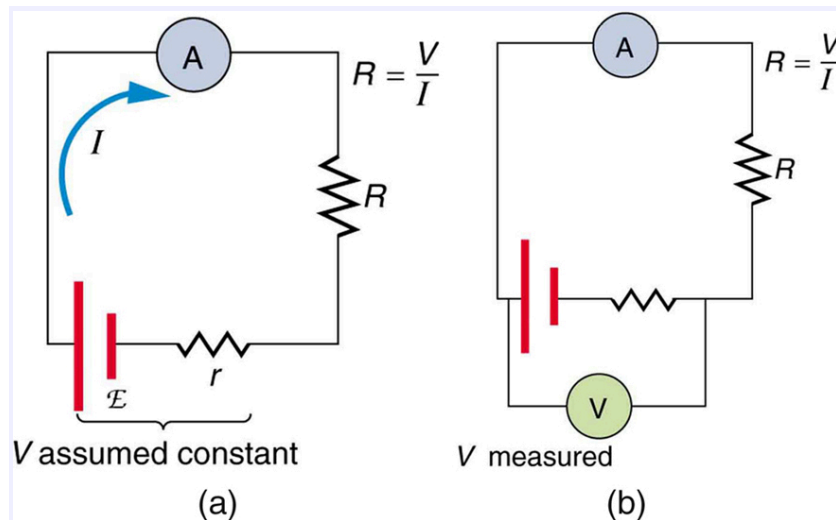 A
R = V/I
I
R
r
ℰ
V assumed constant
(a)
A
R = V/I
R
V
V measured
(b)